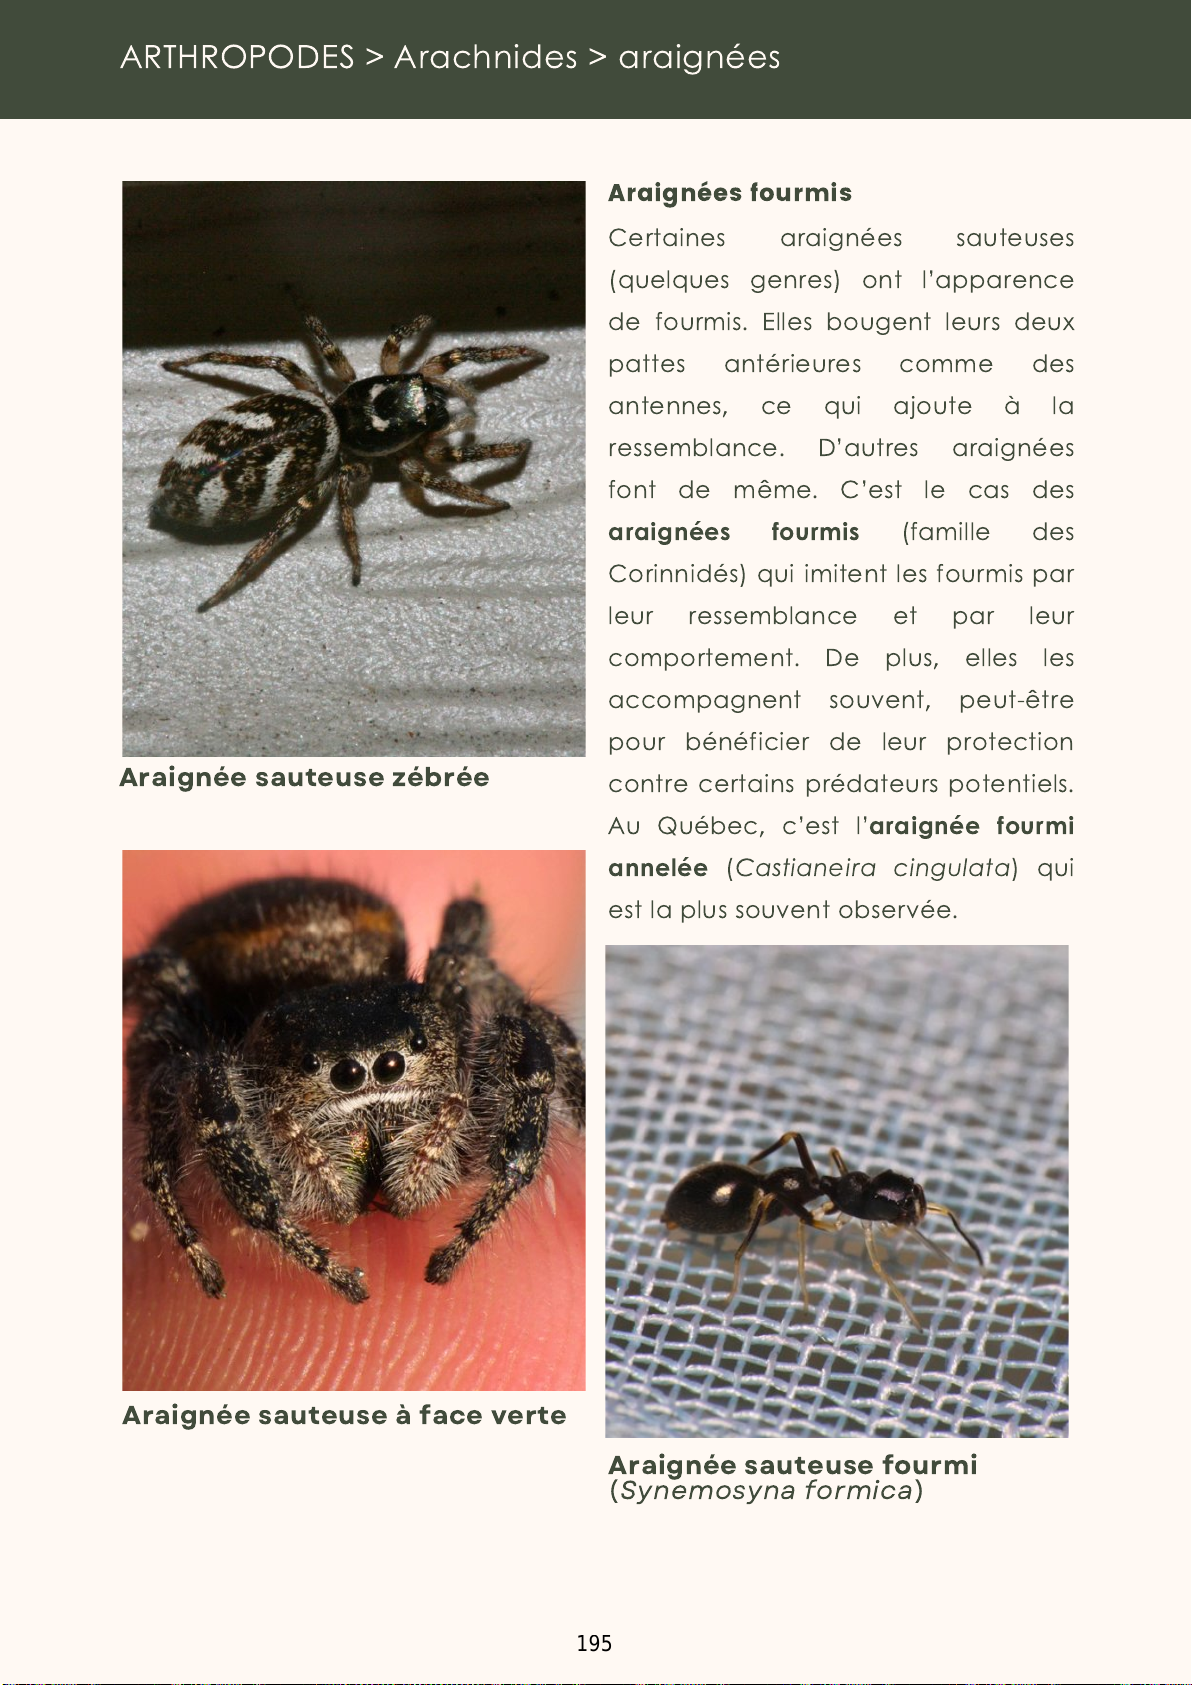 ARTHROPODES > Arachnides > araignées
Araignée sauteuse zébrée
Araignée sauteuse à face verte
Araignées fourmis
Certaines araignées sauteuses
(quelques genres) ont l’apparence
de fourmis. Elles bougent leurs deux
pattes antérieures comme des
antennes, ce qui ajoute à la
ressemblance. D’autres araignées
font de même. C’est le cas des
araignées fourmis (famille des
Corinnidés) qui imitent les fourmis par
leur ressemblance et par leur
comportement. De plus, elles les
accompagnent souvent, peut-être
pour bénéficier de leur protection
contre certains prédateurs potentiels.
Au Québec, c’est l’araignée fourmi
annelée (Castianeira cingulata) qui
est la plus souvent observée.
Araignée sauteuse fourmi
(Synemosyna formica)
195